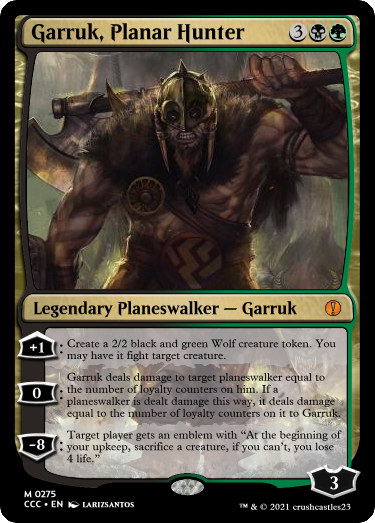 Garruk, Planar Hunter 3
Legendary Planeswalker — Garruk
+1: Create a 2/2 black and green Wolf creature token. You
may have it fight target creature.
Garruk deals damage to target planeswalker equal to
the number of loyalty counters on him. If a
0: planeswalker is dealt damage this way, it deals damage
equal to the number of loyalty counters on it to Garruk.
Target player gets an emblem with “At the beginning of
-8: your upkeep, sacrifice a creature, if you can’t, you lose
4 life.”
3
M 0275
CCC • EN LARIZSANTOS
™ & © 2021 crushcastles23